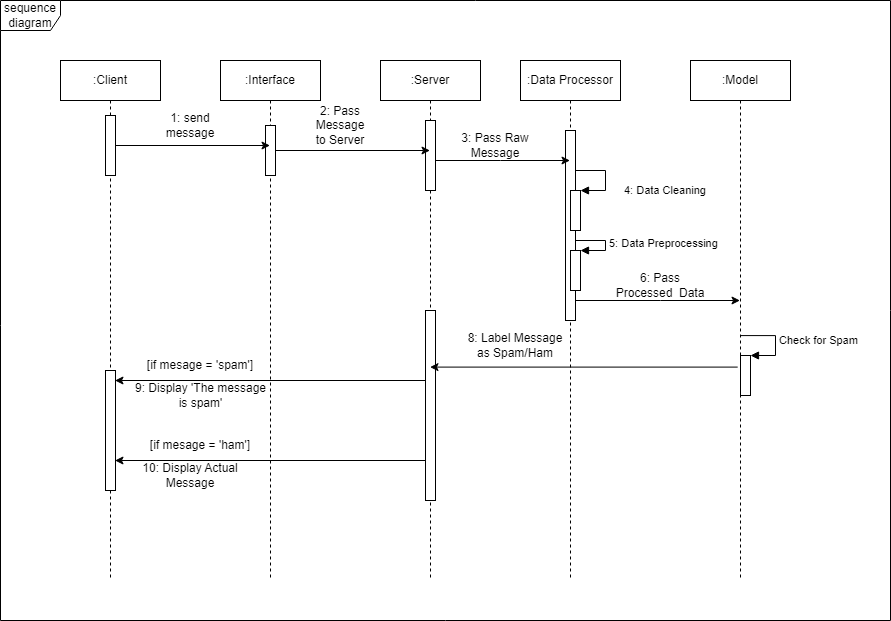 sequence
diagram
:Client
:Interface
:Server
:Data Processor
:Model
1: send
message
2: Pass
Message
to Server
3: Pass Raw
Message
4: Data Cleaning
5: Data Preprocessing
6: Pass
Processed Data
Check for Spam
8: Label Message
as Spam/Ham
[if mesage = 'spam']
9: Display 'The message
is spam'
[if mesage = 'ham']
10: Display Actual
Message